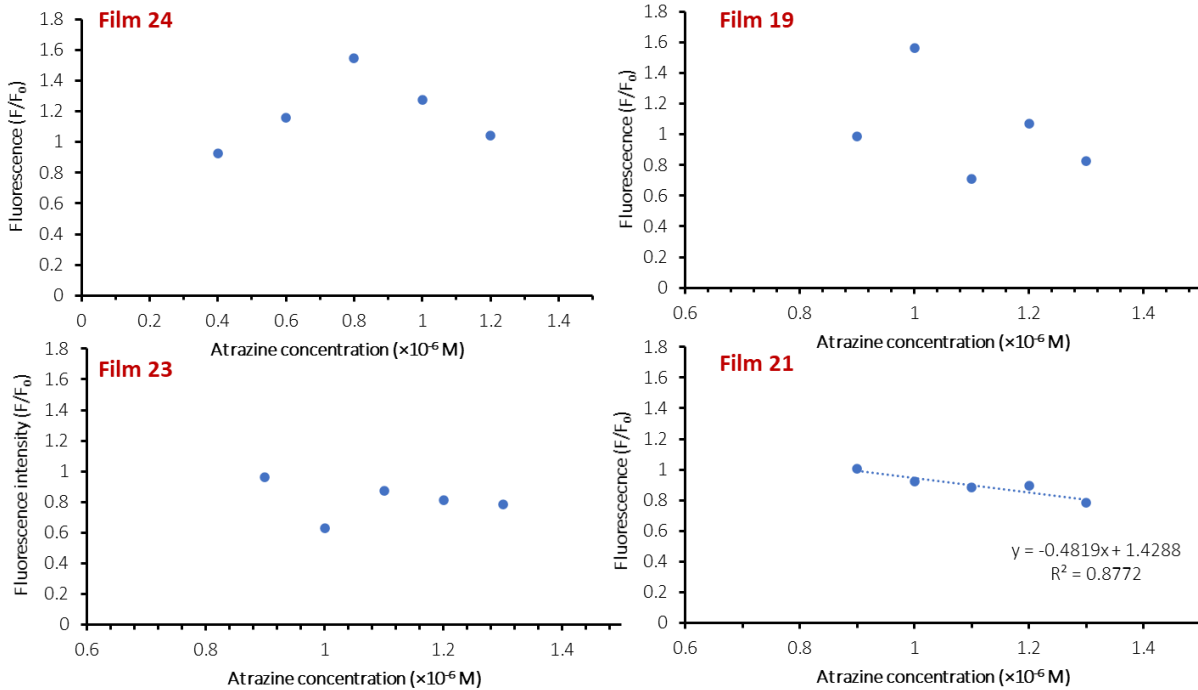 Film 24
Fluorescence (F/F₀)
1.8
1.6
1.4
1.2
1
0.8
0.6
0.4
0.2
0
0 0.2 0.4 0.6 0.8 1 1.2 1.4
Atrazine concentration (×10⁻⁶ M)
Film 19
Fluorescecnce (F/F₀)
1.8
1.6
1.4
1.2
1
0.8
0.6
0.4
0.2
0
0.6 0.8 1 1.2 1.4
Atrazine concentration (×10⁻⁶ M)
Film 23
Fluorescence intensity (F/F₀)
1.8
1.6
1.4
1.2
1
0.8
0.6
0.4
0.2
0
0.6 0.8 1 1.2 1.4
Atrazine concentration (×10⁻⁶ M)
Film 21
Fluorescecnce (F/F₀)
1.8
1.6
1.4
1.2
1
0.8
0.6
0.4
0.2
0
y = -0.4819x + 1.4288
R² = 0.8772
0.6 0.8 1 1.2 1.4
Atrazine concentration (×10⁻⁶ M)